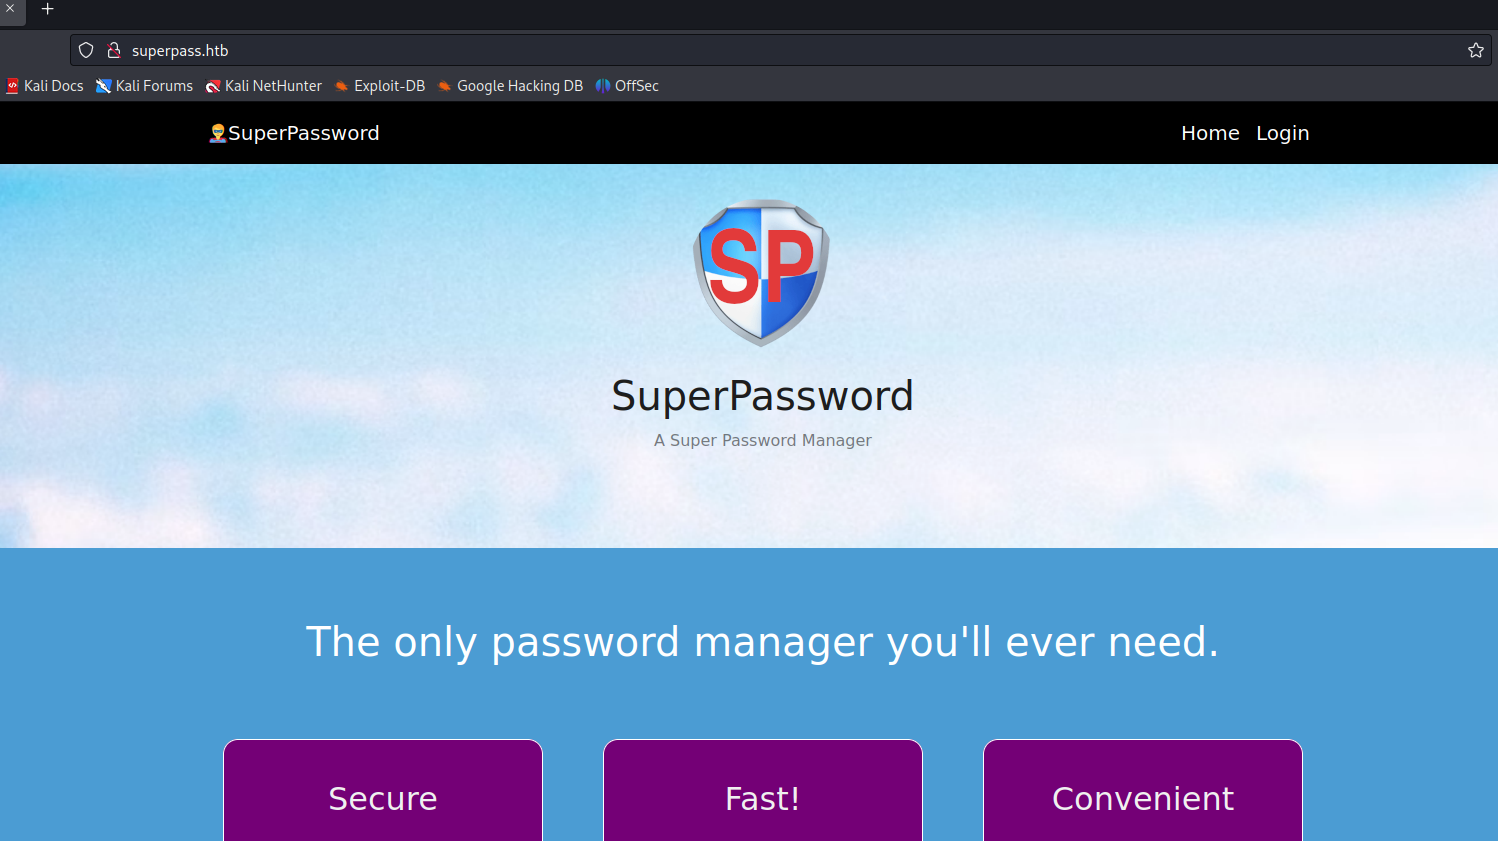 superpass.htb
Kali Docs Kali Forums Kali NetHunter Exploit-DB Google Hacking DB OffSec
SuperPassword Home Login
SP
SuperPassword
A Super Password Manager
The only password manager you'll ever need.
Secure Fast! Convenient